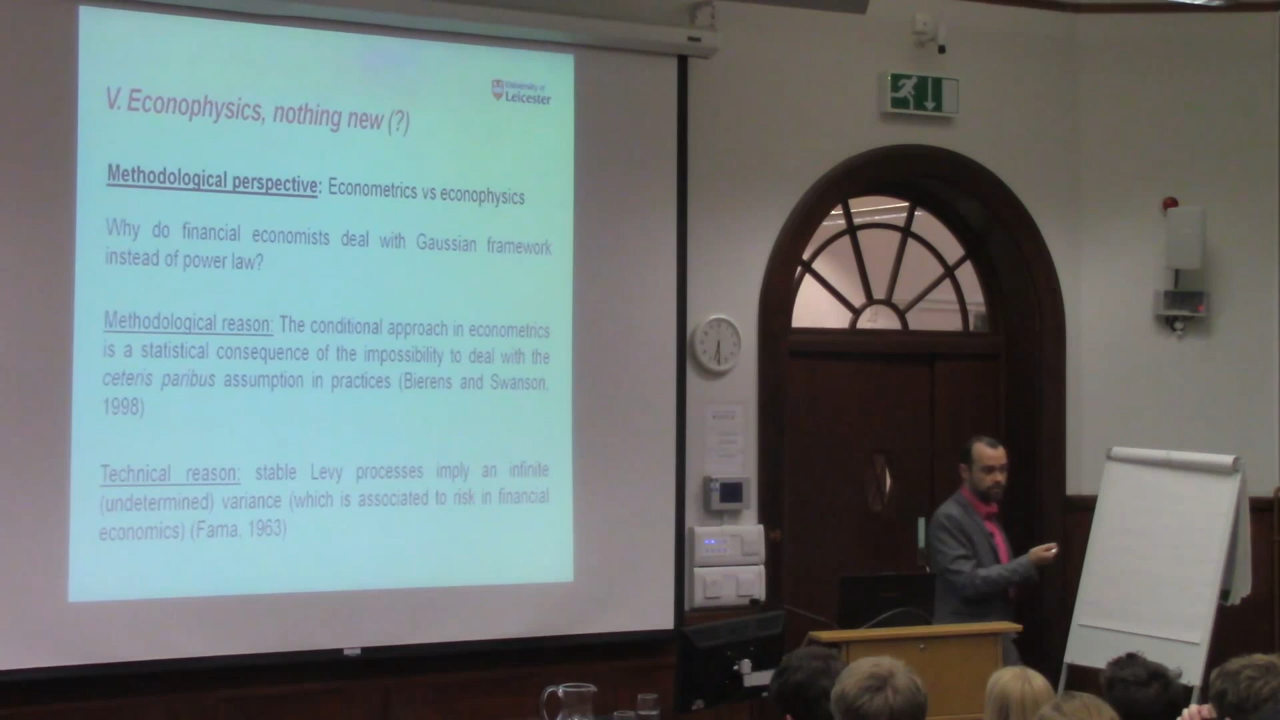 University of
Leicester
V. Econophysics, nothing new (?)
Methodological perspective: Econometrics vs econophysics
Why do financial economists deal with Gaussian framework
instead of power law?
Methodological reason: The conditional approach in econometrics
is a statistical consequence of the impossibility to deal with the
ceteris paribus assumption in practices (Bierens and Swanson,
1998)
Technical reason: stable Levy processes imply an infinite
(undetermined) variance (which is associated to risk in financial
economics) (Fama, 1963)